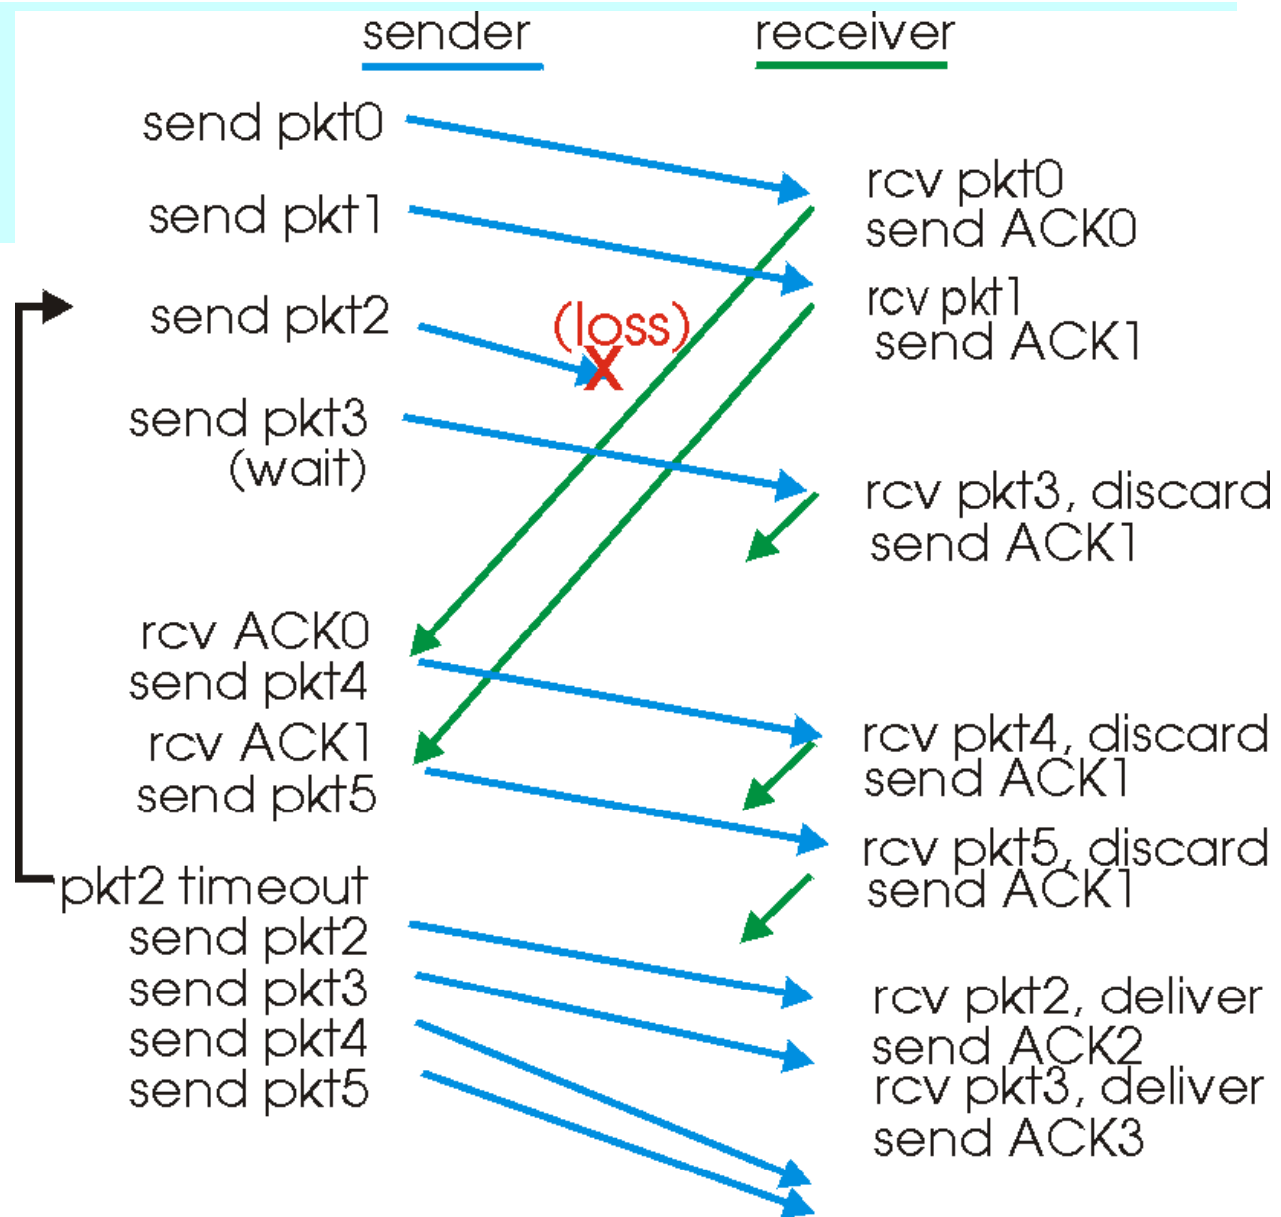 sender
receiver
send pkt0
rcv pkt0
send ACK0
send pkt1
rcv pkt1
send ACK1
send pkt2
(loss)
X
send pkt3
(wait)
rcv pkt3, discard
send ACK1
rcv ACK0
send pkt4
rcv pkt4, discard
send ACK1
rcv ACK1
send pkt5
rcv pkt5, discard
send ACK1
pkt2 timeout
send pkt2
send pkt3
send pkt4
send pkt5
rcv pkt2, deliver
send ACK2
rcv pkt3, deliver
send ACK3